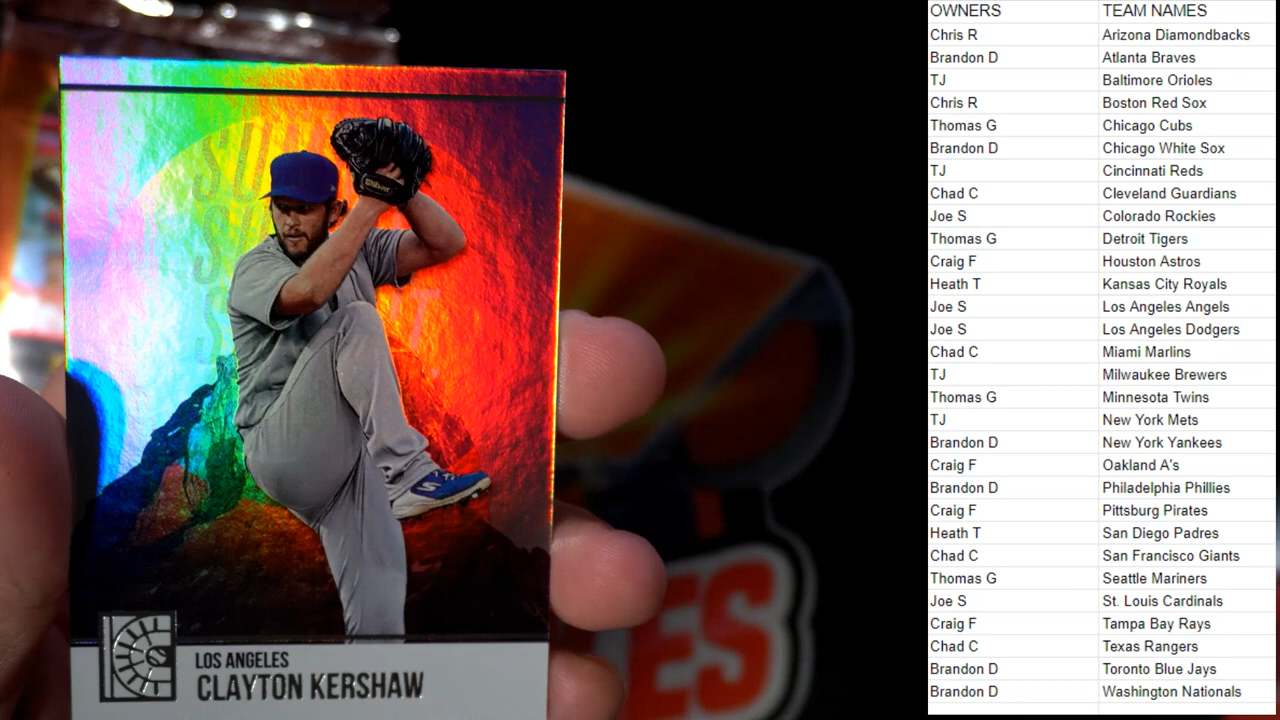 SUMMIT
Wilson
LOS ANGELES
CLAYTON KERSHAW
ES
OWNERS TEAM NAMES
Chris R Arizona Diamondbacks
Brandon D Atlanta Braves
TJ Baltimore Orioles
Chris R Boston Red Sox
Thomas G Chicago Cubs
Brandon D Chicago White Sox
TJ Cincinnati Reds
Chad C Cleveland Guardians
Joe S Colorado Rockies
Thomas G Detroit Tigers
Craig F Houston Astros
Heath T Kansas City Royals
Joe S Los Angeles Angels
Joe S Los Angeles Dodgers
Chad C Miami Marlins
TJ Milwaukee Brewers
Thomas G Minnesota Twins
TJ New York Mets
Brandon D New York Yankees
Craig F Oakland A's
Brandon D Philadelphia Phillies
Craig F Pittsburg Pirates
Heath T San Diego Padres
Chad C San Francisco Giants
Thomas G Seattle Mariners
Joe S St. Louis Cardinals
Craig F Tampa Bay Rays
Chad C Texas Rangers
Brandon D Toronto Blue Jays
Brandon D Washington Nationals